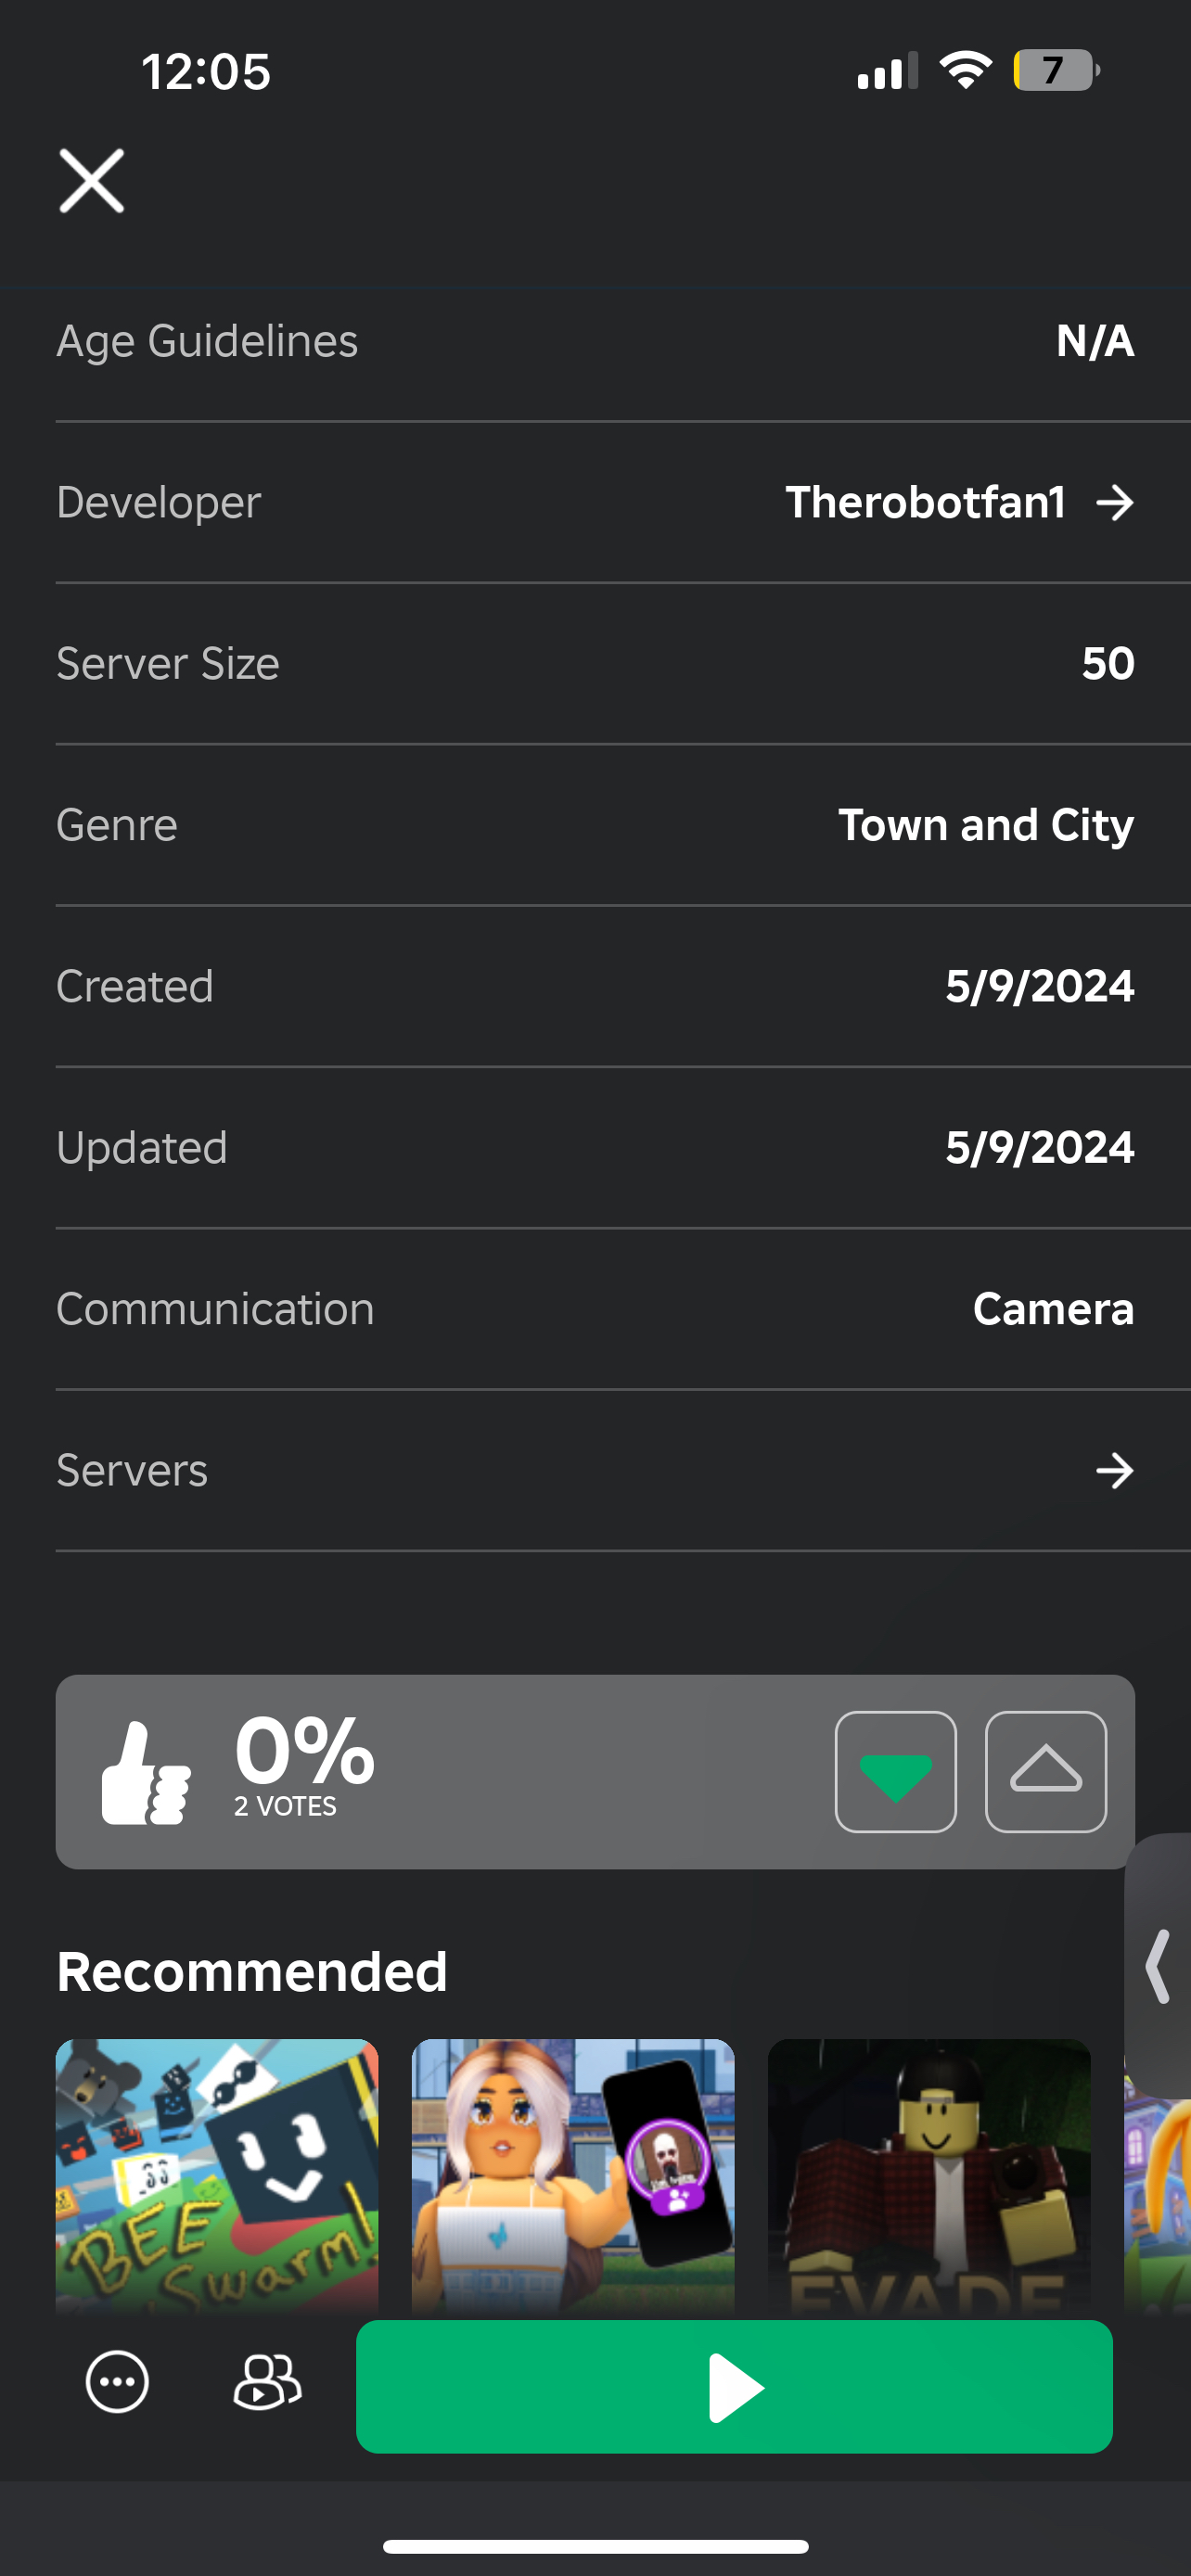 12:05
7
Age Guidelines N/A
Developer Therobotfan1
Server Size 50
Genre Town and City
Created 5/9/2024
Updated 5/9/2024
Communication Camera
Servers
0%
2 VOTES
Recommended
BEE
Swarm!
EVADE